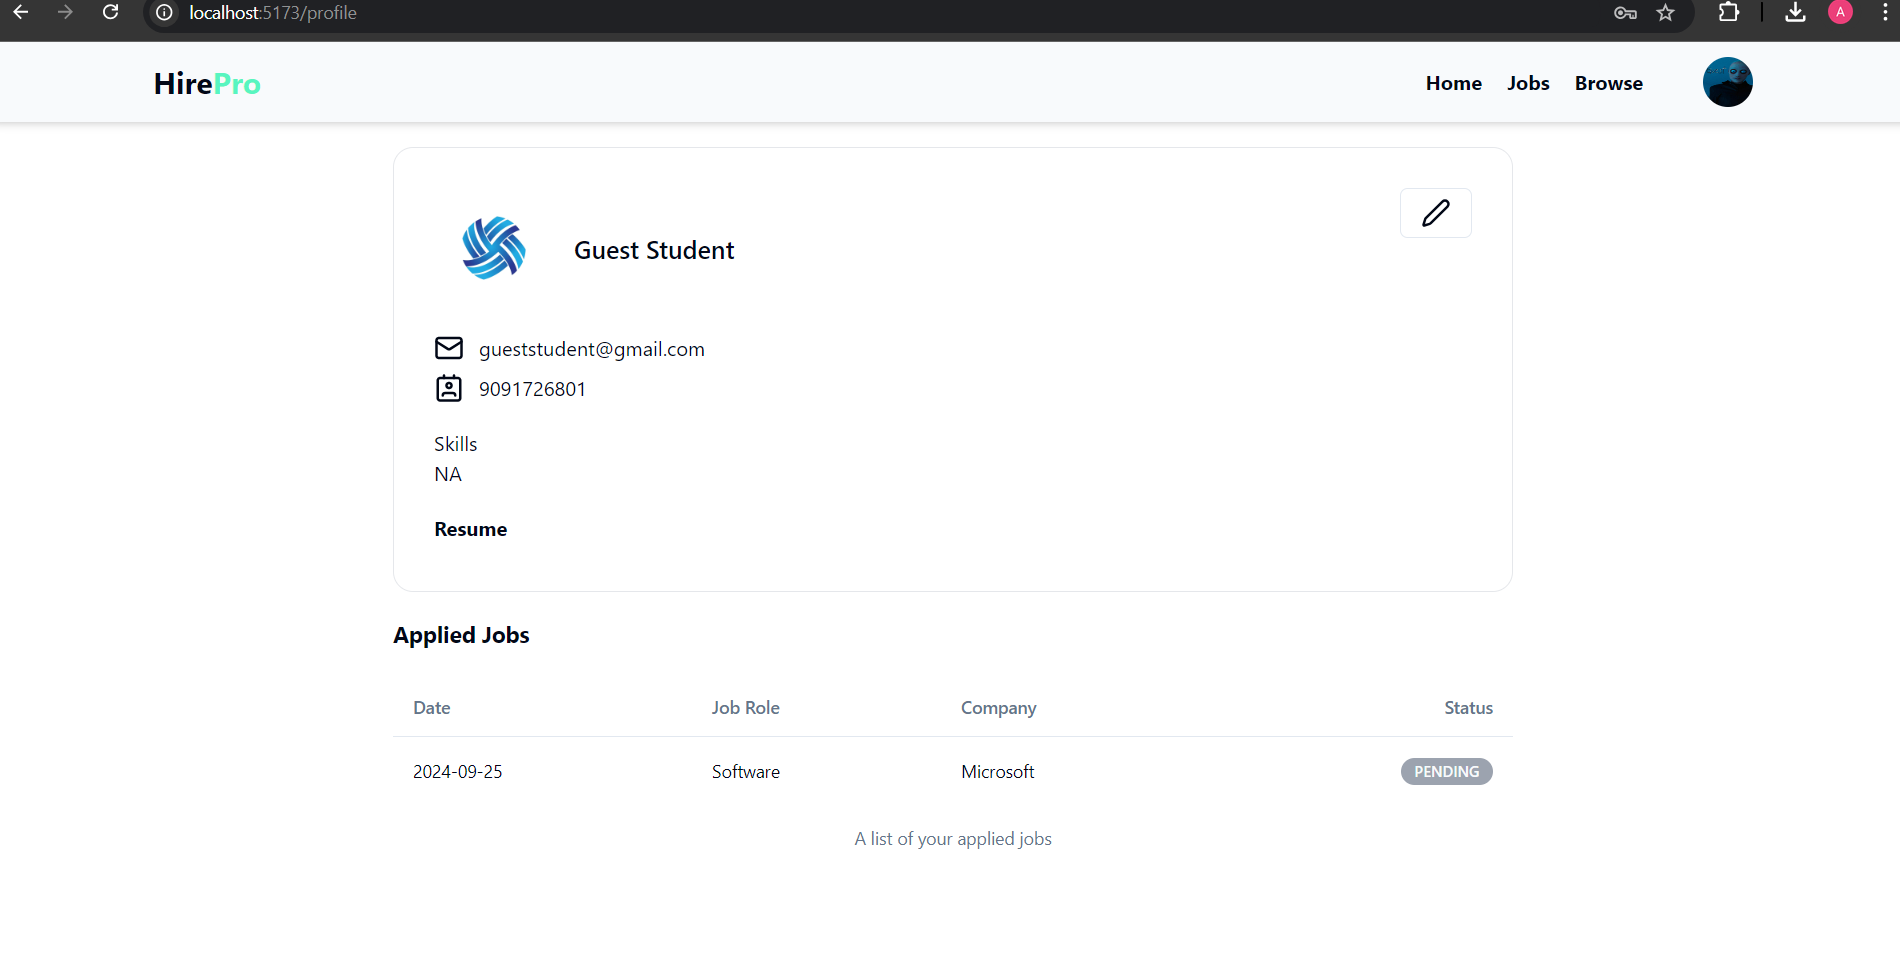 localhost:5173/profile
A
HirePro
Home Jobs Browse
Guest Student
gueststudent@gmail.com
9091726801
Skills
NA
Resume
Applied Jobs
Date Job Role Company Status
2024-09-25 Software Microsoft PENDING
A list of your applied jobs